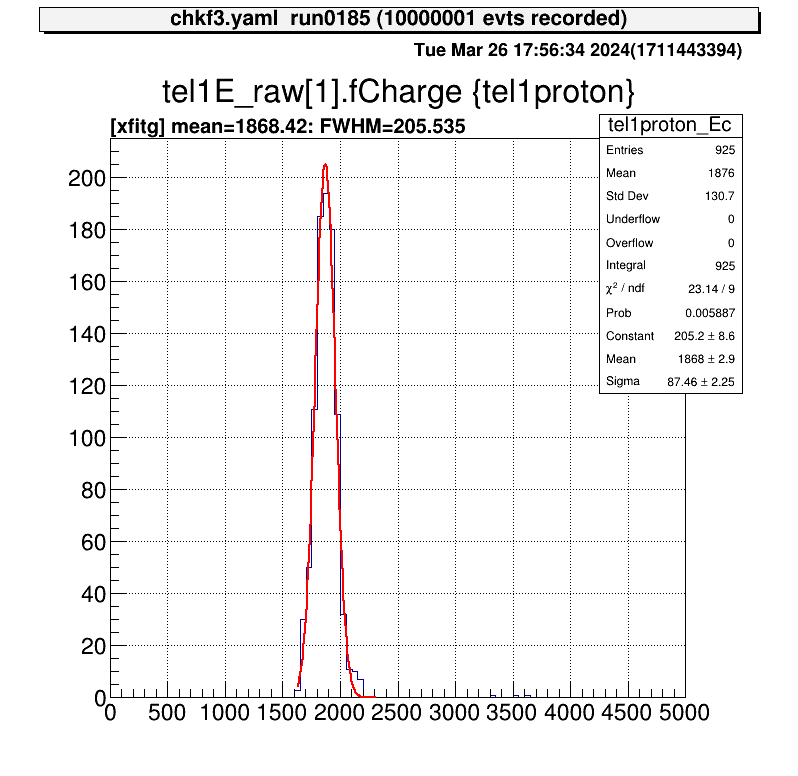 chkf3.yaml run0185 (10000001 evts recorded)
Tue Mar 26 17:56:34 2024(1711443394)
tel1E_raw[1].fCharge {tel1proton}
[xfitg] mean=1868.42: FWHM=205.535
tel1proton_Ec
Entries 925
Mean 1876
Std Dev 130.7
Underflow 0
Overflow 0
Integral 925
χ² / ndf 23.14 / 9
Prob 0.005887
Constant 205.2 ± 8.6
Mean 1868 ± 2.9
Sigma 87.46 ± 2.25
200
180
160
140
120
100
80
60
40
20
0
0 500 1000 1500 2000 2500 3000 3500 4000 4500 5000